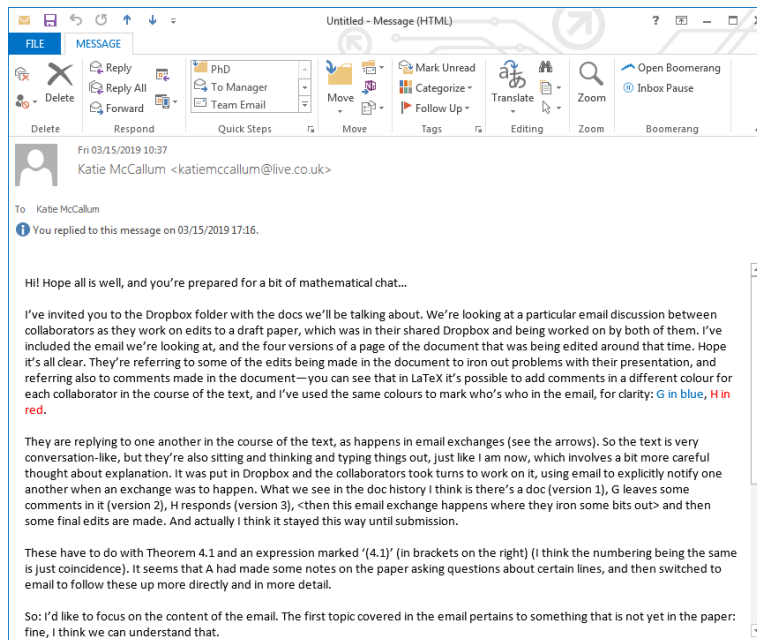 Untitled - Message (HTML)
?
FILE MESSAGE
Delete
Reply
Reply All
Forward
PhD
To Manager
Team Email
Move
Mark Unread
Categorize
Follow Up
Translate
Zoom
Open Boomerang
Inbox Pause
Delete Respond Quick Steps Move Tags Editing Zoom Boomerang
Fri 03/15/2019 10:37
Katie McCallum <katiemccallum@live.co.uk>
To Katie McCallum
You replied to this message on 03/15/2019 17:16.
Hi! Hope all is well, and you're prepared for a bit of mathematical chat...
I've invited you to the Dropbox folder with the docs we'll be talking about. We're looking at a particular email discussion between
collaborators as they work on edits to a draft paper, which was in their shared Dropbox and being worked on by both of them. I've
included the email we're looking at, and the four versions of a page of the document that was being edited around that time. Hope
it's all clear. They're referring to some of the edits being made in the document to iron out problems with their presentation, and
referring also to comments made in the document—you can see that in LaTeX it's possible to add comments in a different colour for
each collaborator in the course of the text, and I've used the same colours to mark who's who in the email, for clarity: G in blue, H in
red.
They are replying to one another in the course of the text, as happens in email exchanges (see the arrows). So the text is very
conversation-like, but they're also sitting and thinking and typing things out, just like I am now, which involves a bit more careful
thought about explanation. It was put in Dropbox and the collaborators took turns to work on it, using email to explicitly notify one
another when an exchange was to happen. What we see in the doc history I think is there's a doc (version 1), G leaves some
comments in it (version 2), H responds (version 3), <then this email exchange happens where they iron some bits out> and then
some final edits are made. And actually I think it stayed this way until submission.
These have to do with Theorem 4.1 and an expression marked '(4.1)' (in brackets on the right) (I think the numbering being the same
is just coincidence). It seems that A had made some notes on the paper asking questions about certain lines, and then switched to
email to follow these up more directly and in more detail.
So: I'd like to focus on the content of the email. The first topic covered in the email pertains to something that is not yet in the paper:
fine, I think we can understand that.